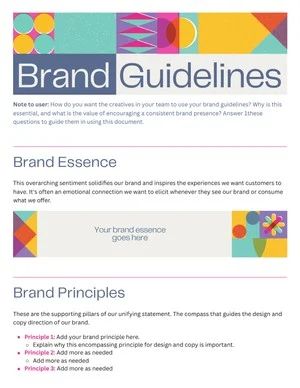 Brand Guidelines
Note to user: How do you want the creatives in your team to use your brand guidelines? Why is this
essential, and what is the value of encouraging a consistent brand presence? Answer 1these
questions to guide them in using this document.
Brand Essence
This overarching sentiment solidifies our brand and inspires the experiences we want customers to
have. It's often an emotional connection we want to elicit whenever they see our brand or consume
what we offer.
Your brand essence
goes here
Brand Principles
These are the supporting pillars of our unifying statement. The compass that guides the design and
copy direction of our brand.
● Principle 1: Add your brand principle here.
○ Explain why this encompassing principle for design and copy is important.
● Principle 2: Add more as needed
○ Add more as needed
● Principle 3: Add more as needed